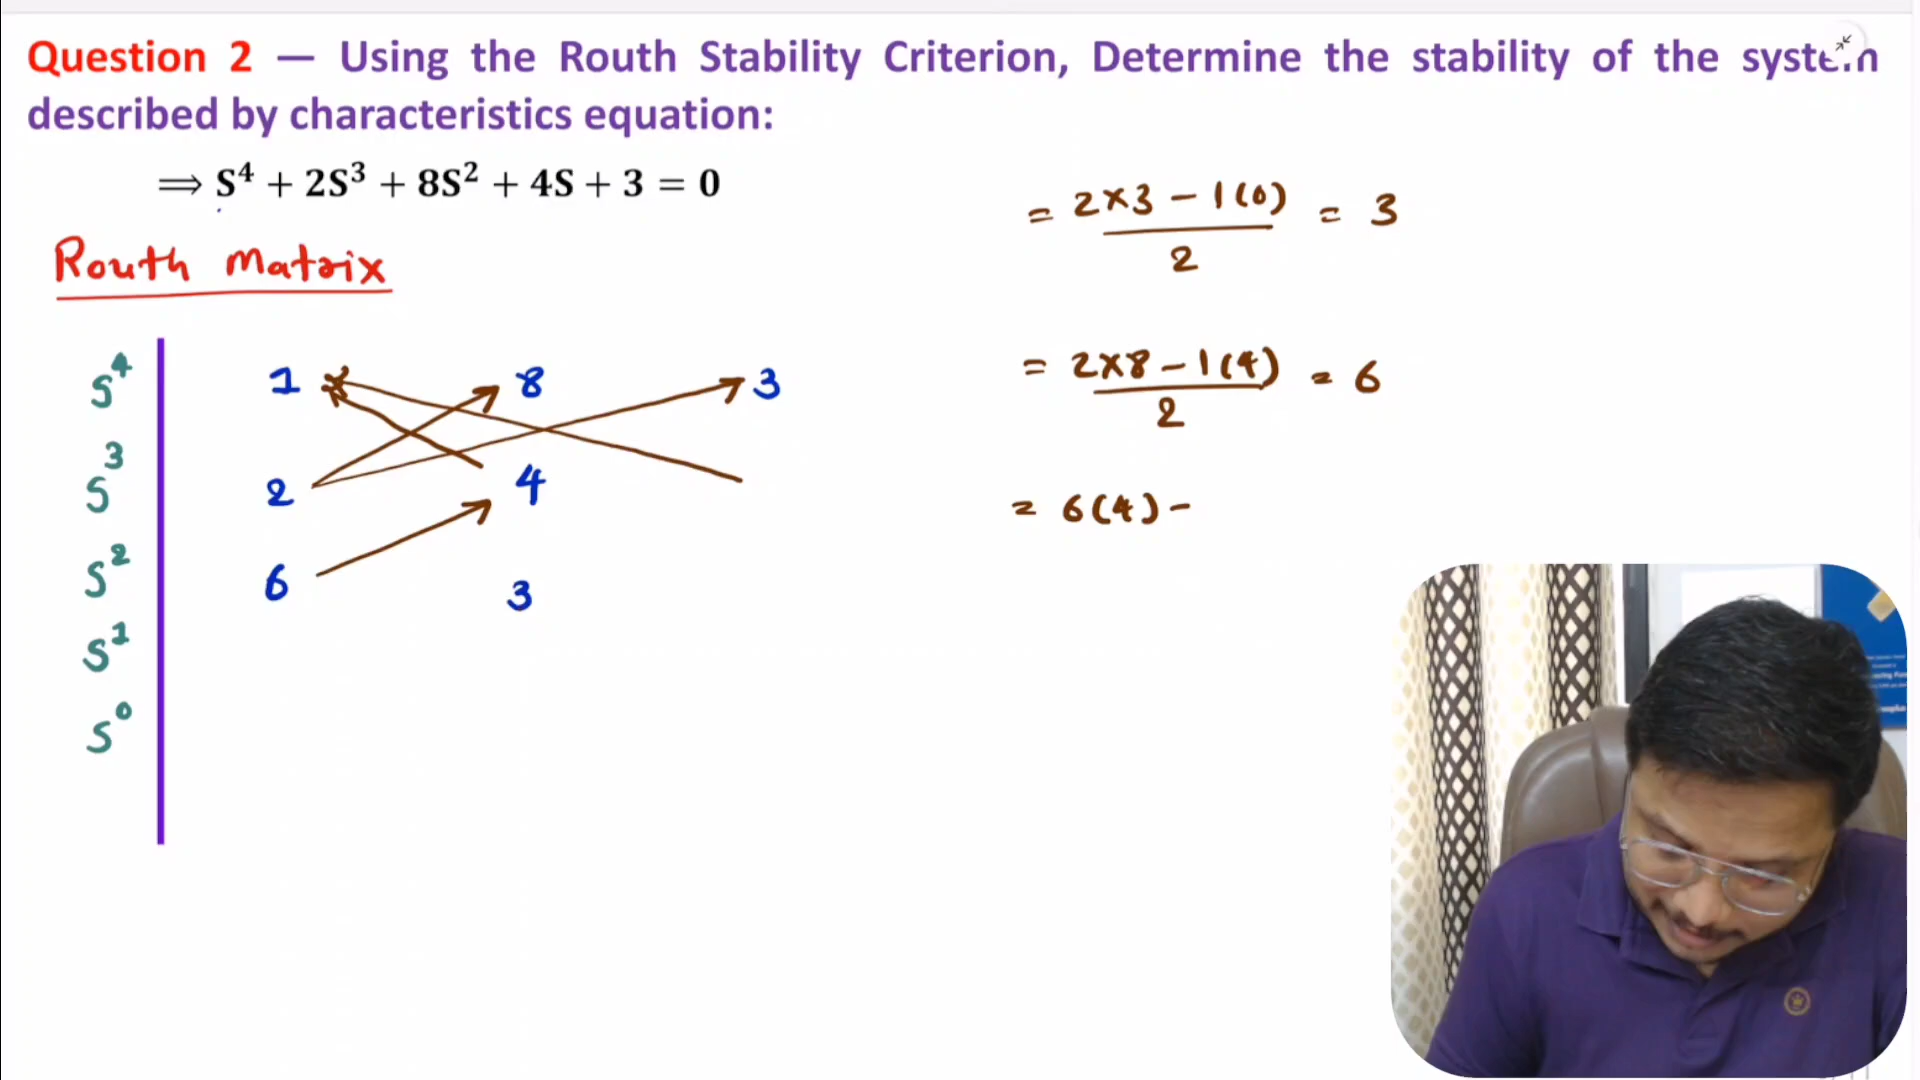 Question 2 — Using the Routh Stability Criterion, Determine the stability of the system
described by characteristics equation:
⟹ S⁴ + 2S³ + 8S² + 4S + 3 = 0
Routh Matrix
S⁴ 1 8 3
S³ 2 4
S² 6 3
S¹
S⁰
= 2×3 - 1(0) / 2 = 3
= 2×8 - 1(4) / 2 = 6
= 6(4) -